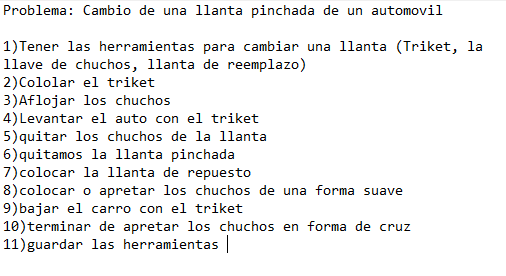 Problema: Cambio de una llanta pinchada de un automovil
1)Tener las herramientas para cambiar una llanta (Triket, la
llave de chuchos, llanta de reemplazo)
2)Cololar el triket
3)Aflojar los chuchos
4)Levantar el auto con el triket
5)quitar los chuchos de la llanta
6)quitamos la llanta pinchada
7)colocar la llanta de repuesto
8)colocar o apretar los chuchos de una forma suave
9)bajar el carro con el triket
10)terminar de apretar los chuchos en forma de cruz
11)guardar las herramientas